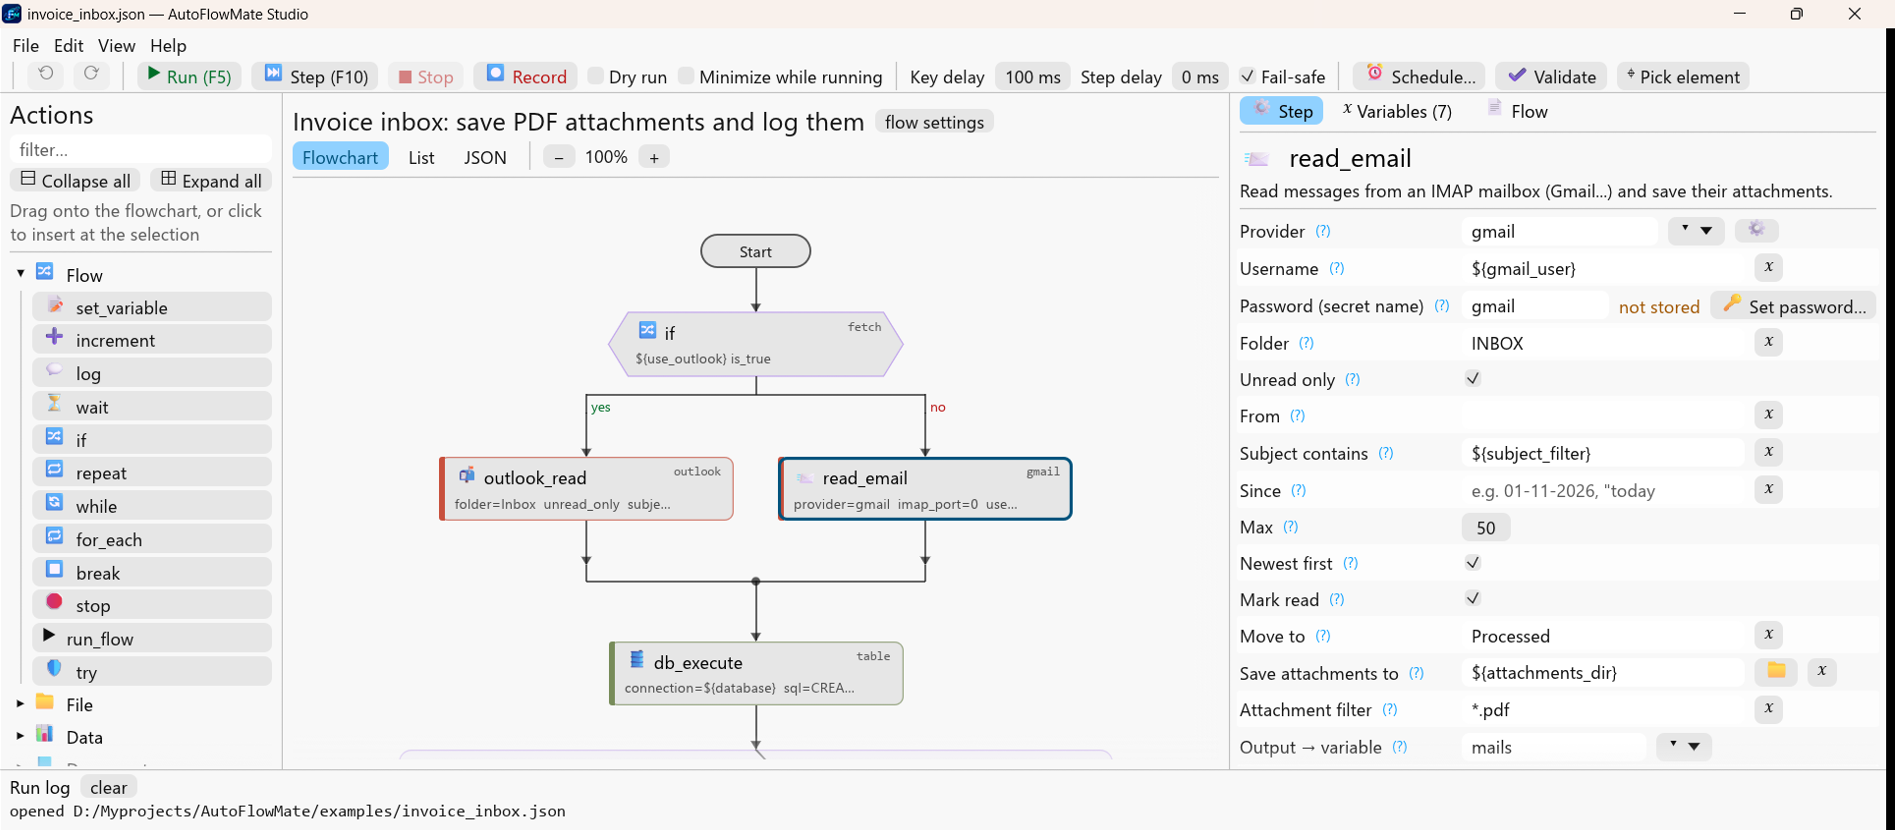 invoice_inbox.json — AutoFlowMate Studio
File Edit View Help
Run (F5) Step (F10) Stop Record Dry run Minimize while running Key delay 100 ms Step delay 0 ms Fail-safe Schedule... Validate Pick element
Actions
filter...
Collapse all Expand all
Drag onto the flowchart, or click
to insert at the selection
Flow
set_variable
increment
log
wait
if
repeat
while
for_each
break
stop
run_flow
try
File
Data
Invoice inbox: save PDF attachments and log them flow settings
Flowchart List JSON – 100% +
Start
if fetch
${use_outlook} is_true
yes no
outlook_read outlook
folder=Inbox unread_only subje...
read_email gmail
provider=gmail imap_port=0 use...
db_execute table
connection=${database} sql=CREA...
Step x Variables (7) Flow
read_email
Read messages from an IMAP mailbox (Gmail...) and save their attachments.
Provider (?) gmail
Username (?) ${gmail_user} x
Password (secret name) (?) gmail not stored Set password...
Folder (?) INBOX x
Unread only (?)
From (?) x
Subject contains (?) ${subject_filter} x
Since (?) e.g. 01-11-2026, "today x
Max (?) 50
Newest first (?)
Mark read (?)
Move to (?) Processed x
Save attachments to (?) ${attachments_dir} x
Attachment filter (?) *.pdf x
Output → variable (?) mails
Run log clear
opened D:/Myprojects/AutoFlowMate/examples/invoice_inbox.json